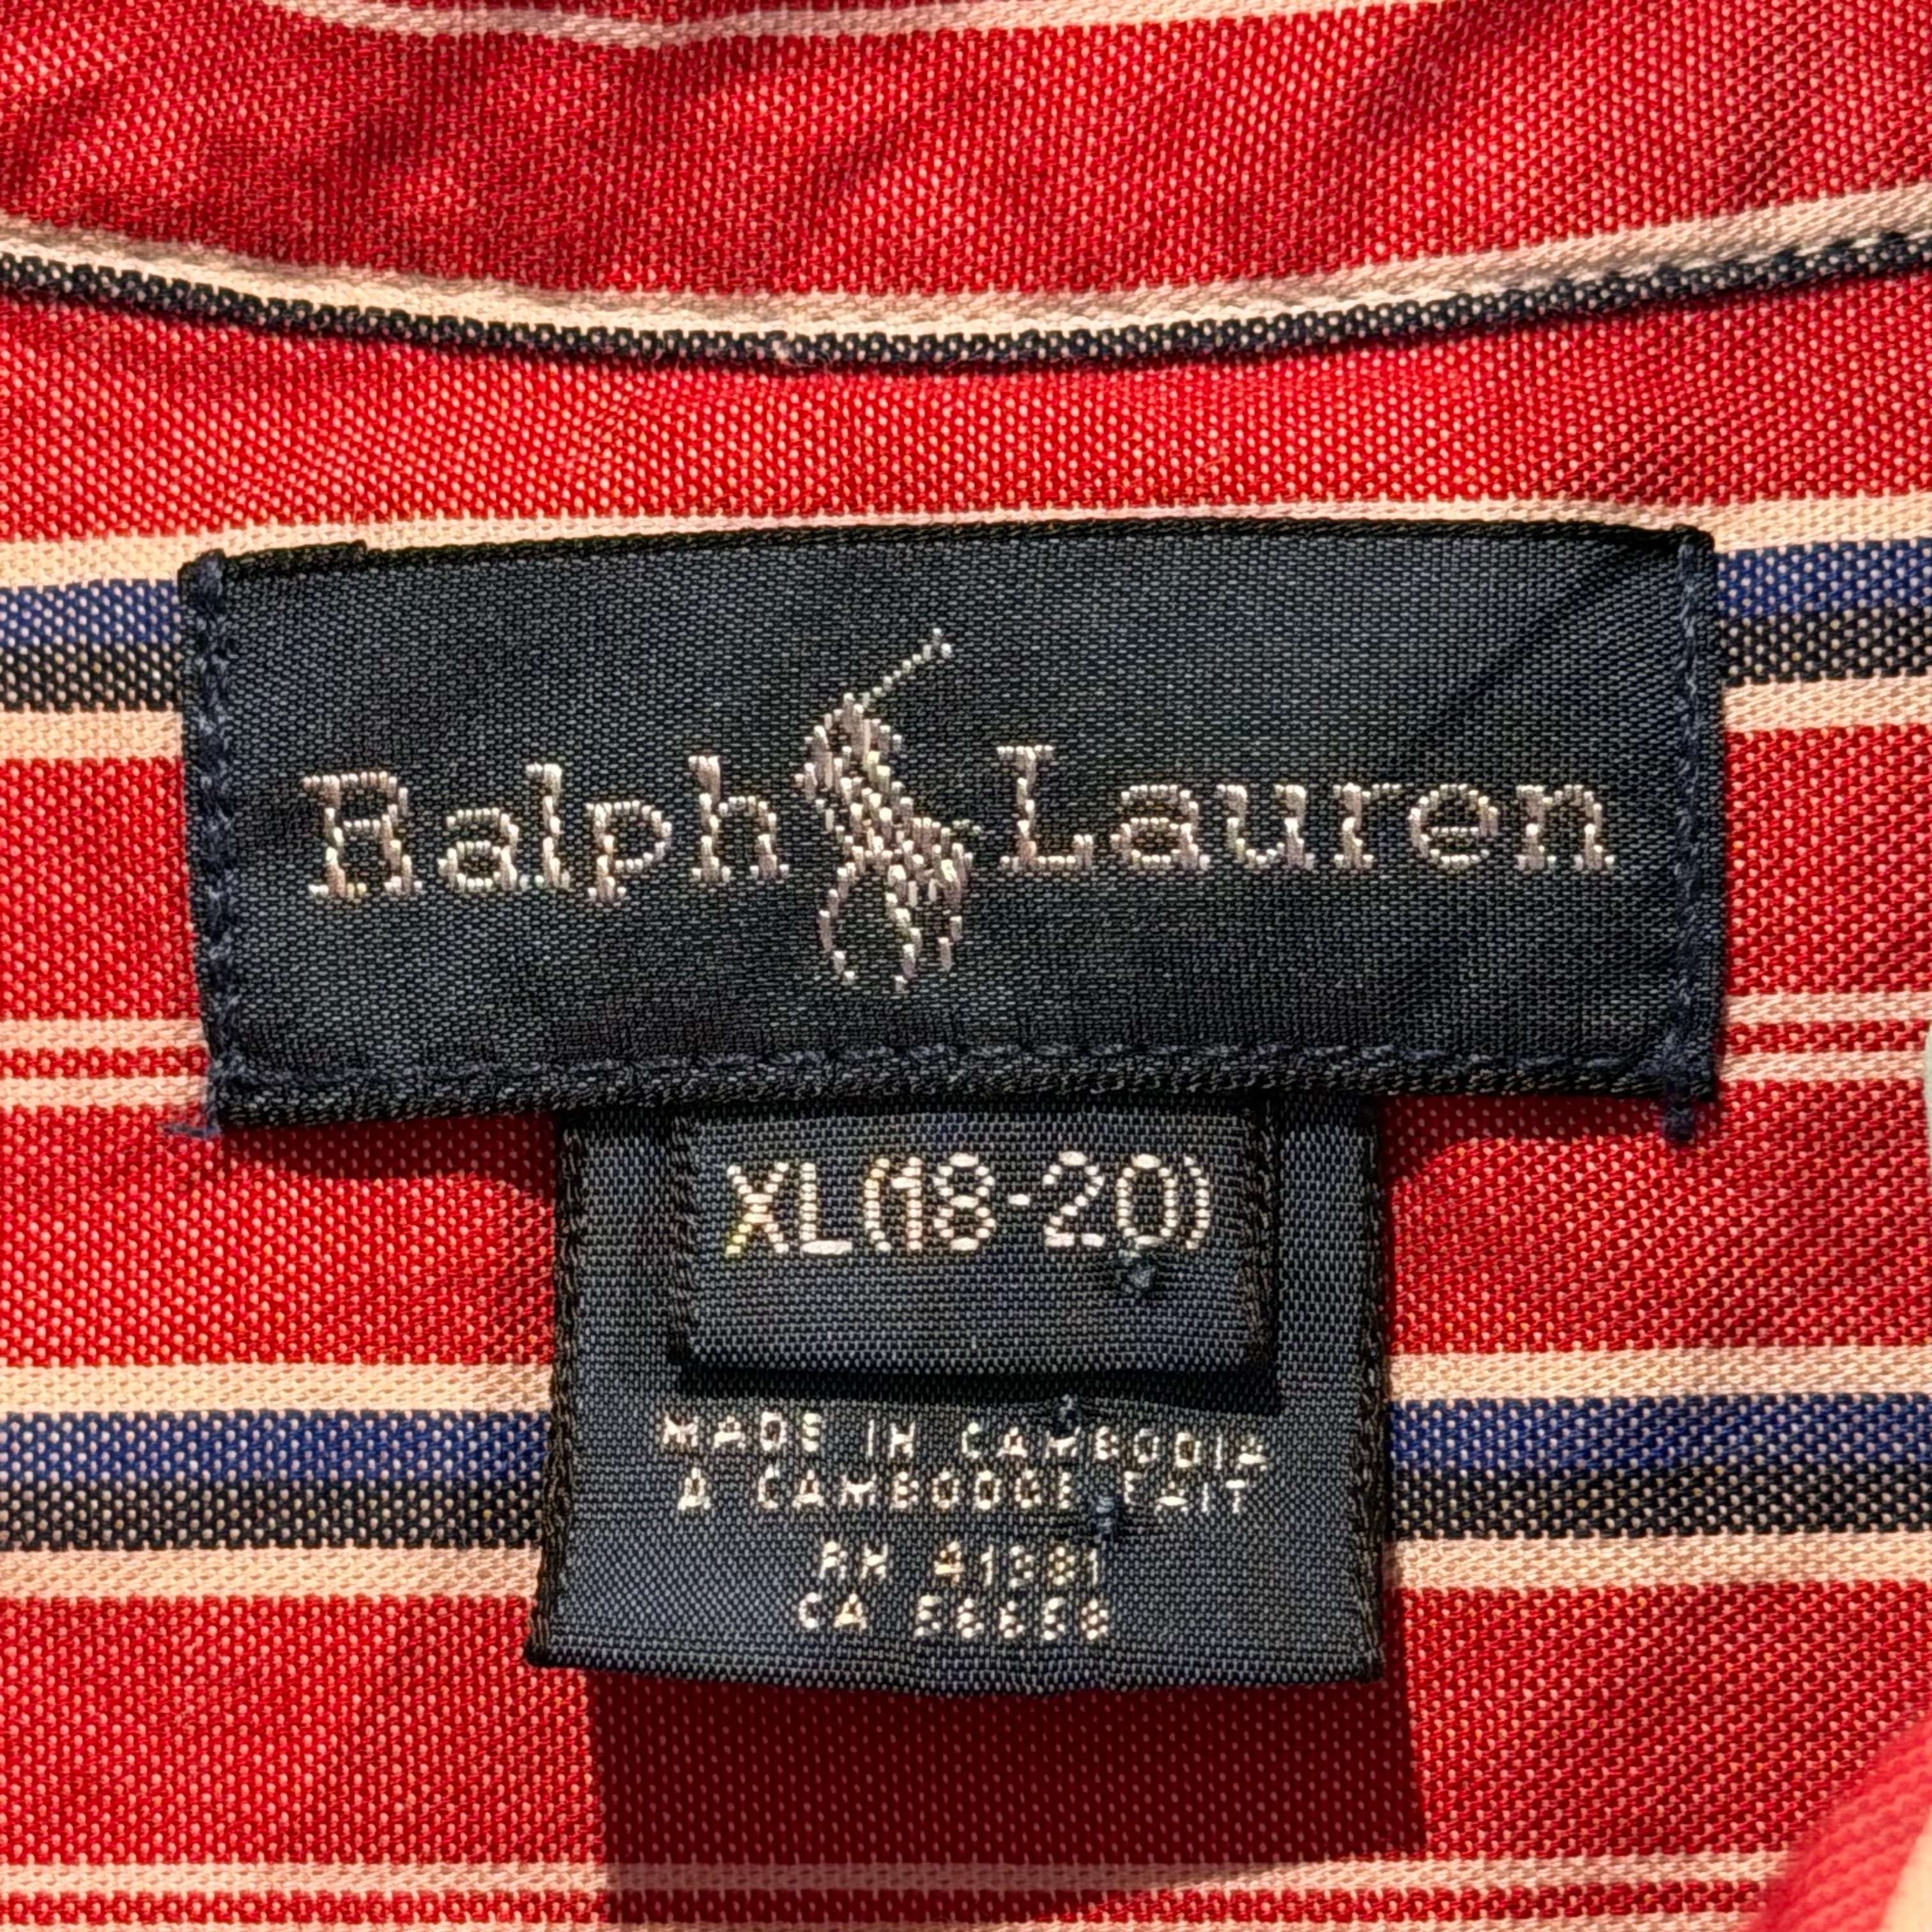 Ralph Lauren
XL(18-20)
MADE IN CAMBODIA
A CAMBODGE FAIT
RN 41381
CA 56658